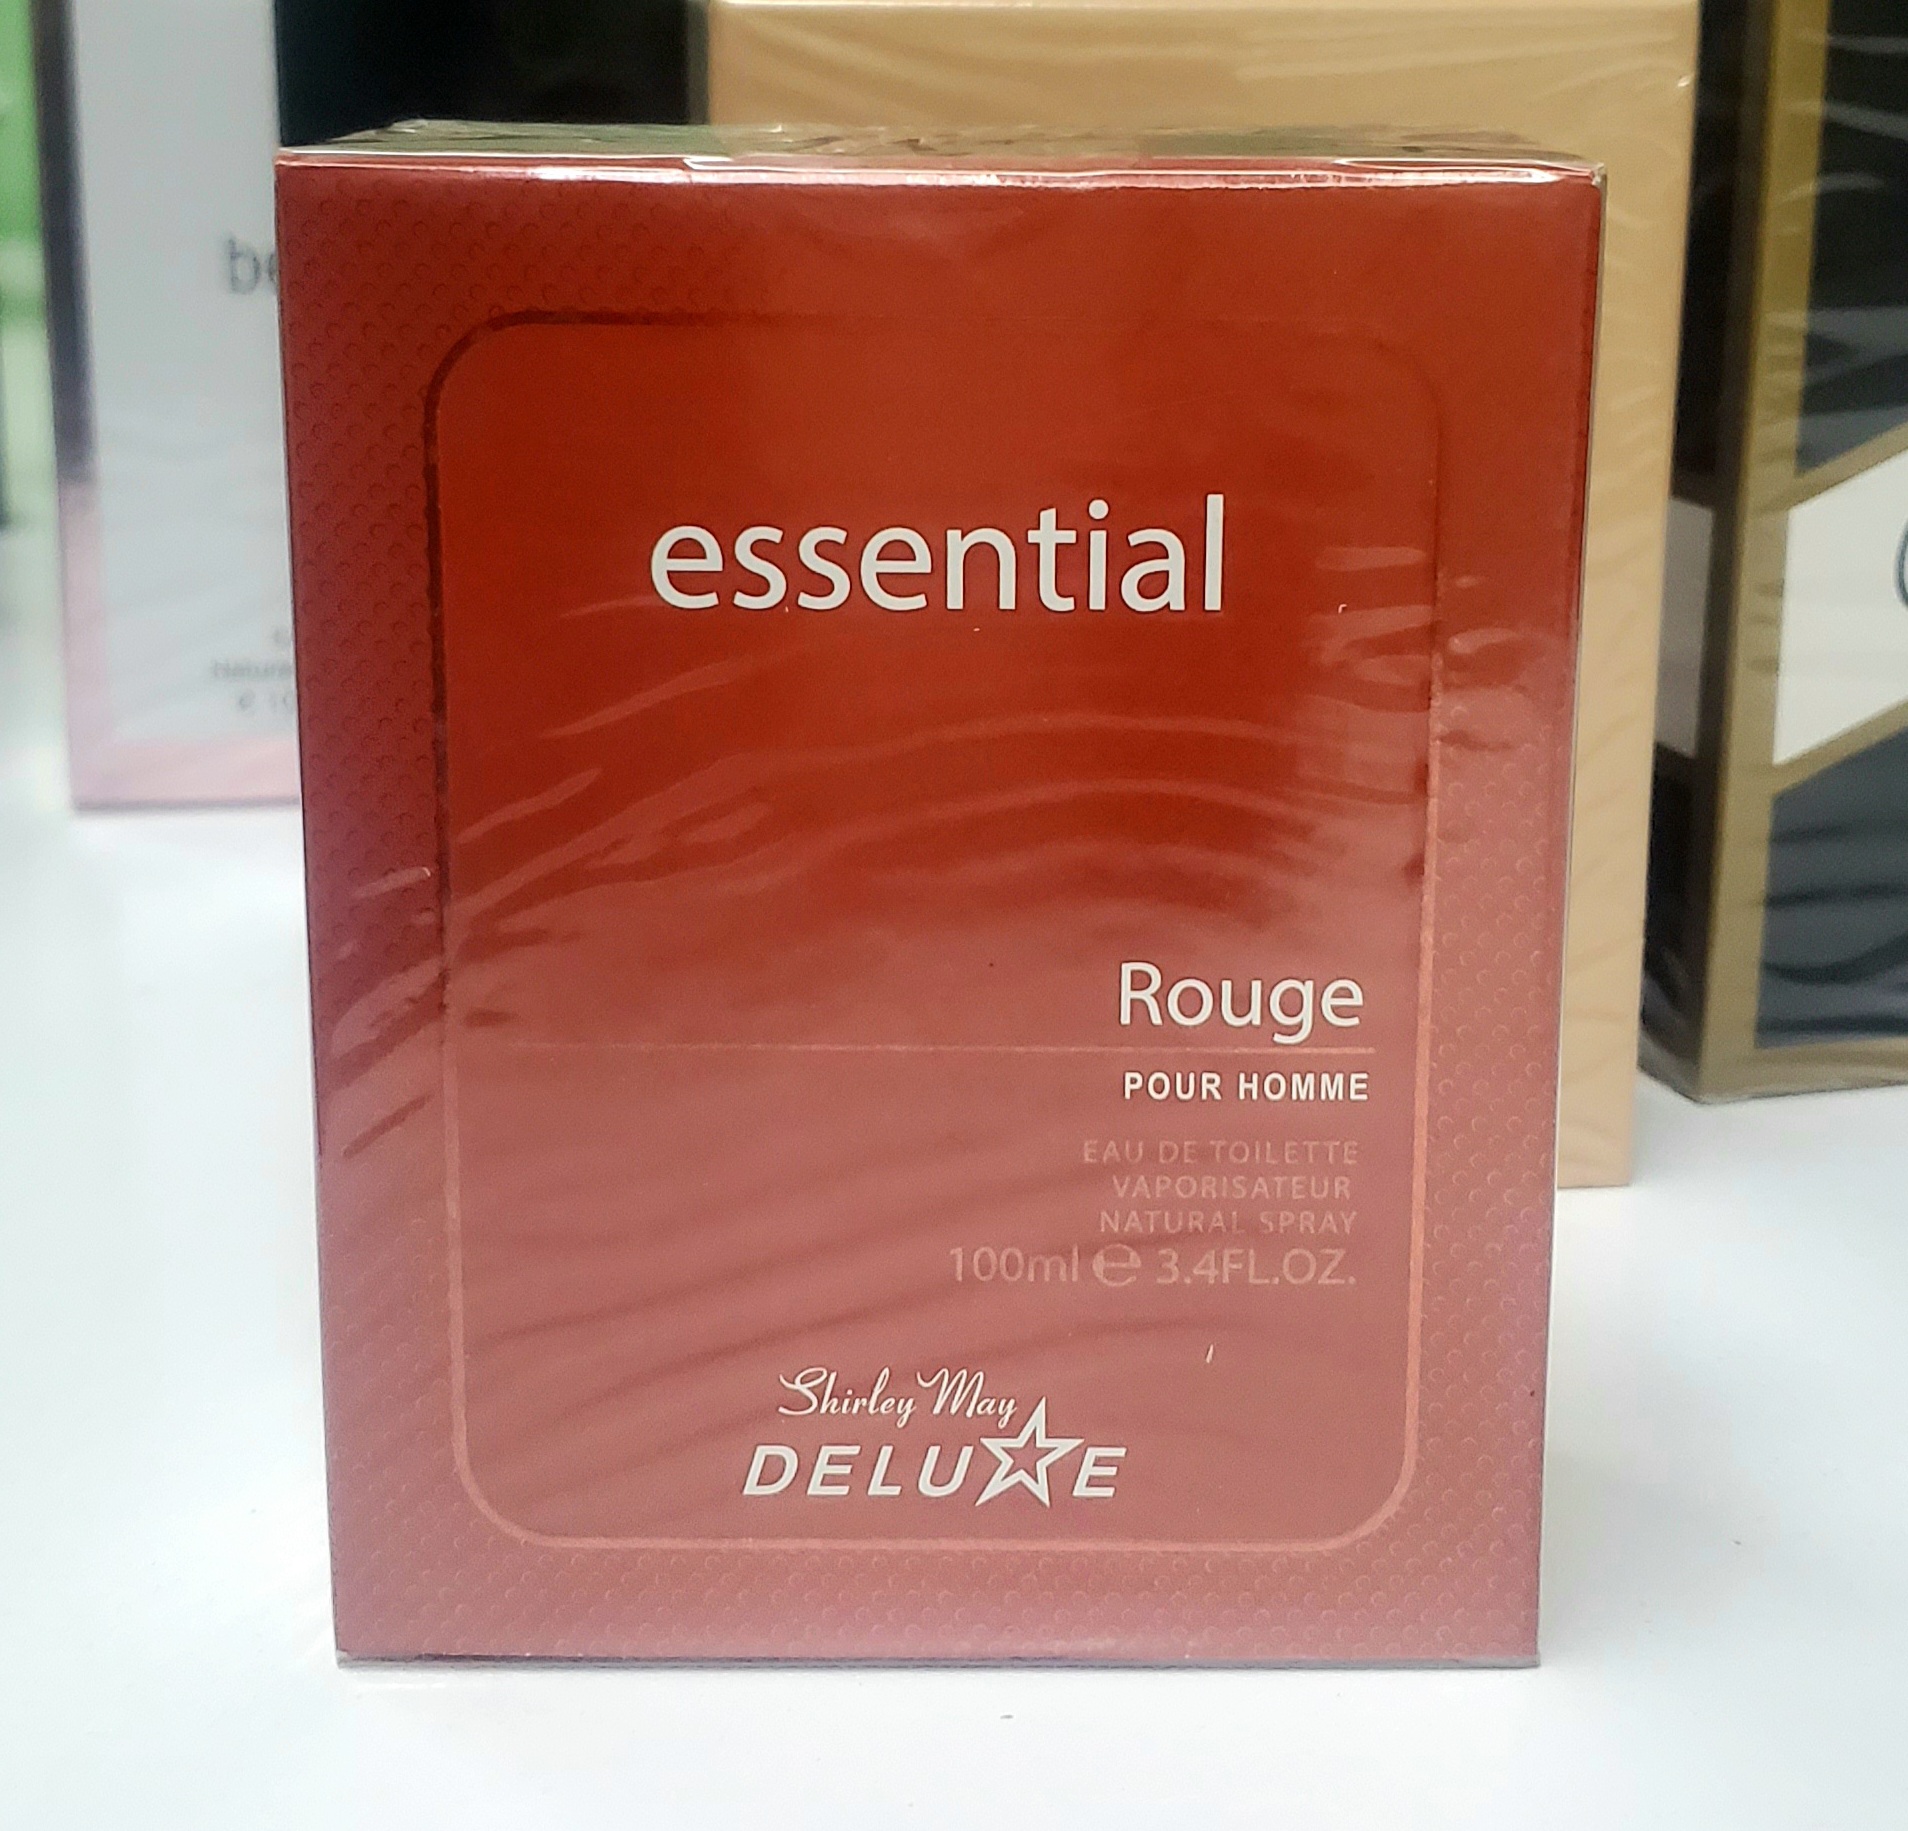 essential
Rouge
POUR HOMME
EAU DE TOILETTE
VAPORISATEUR
NATURAL SPRAY
100ml e 3.4FL.OZ.
Shirley May
DELUXE